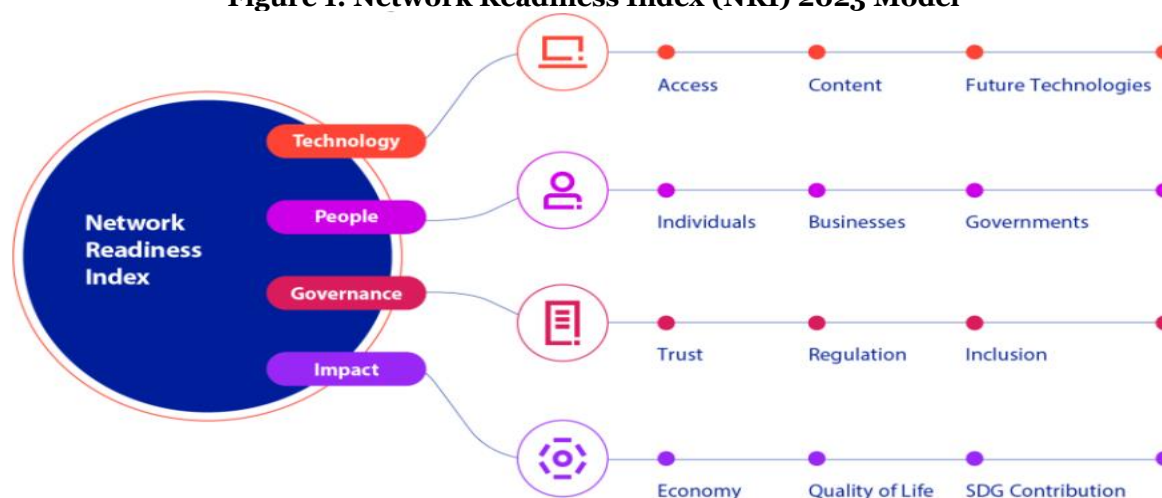 Figure 1: Network Readiness Index (NRI) 2023 Model
Network
Readiness
Index
Technology
Access
Content
Future Technologies
People
Individuals
Businesses
Governments
Governance
Trust
Regulation
Inclusion
Impact
Economy
Quality of Life
SDG Contribution